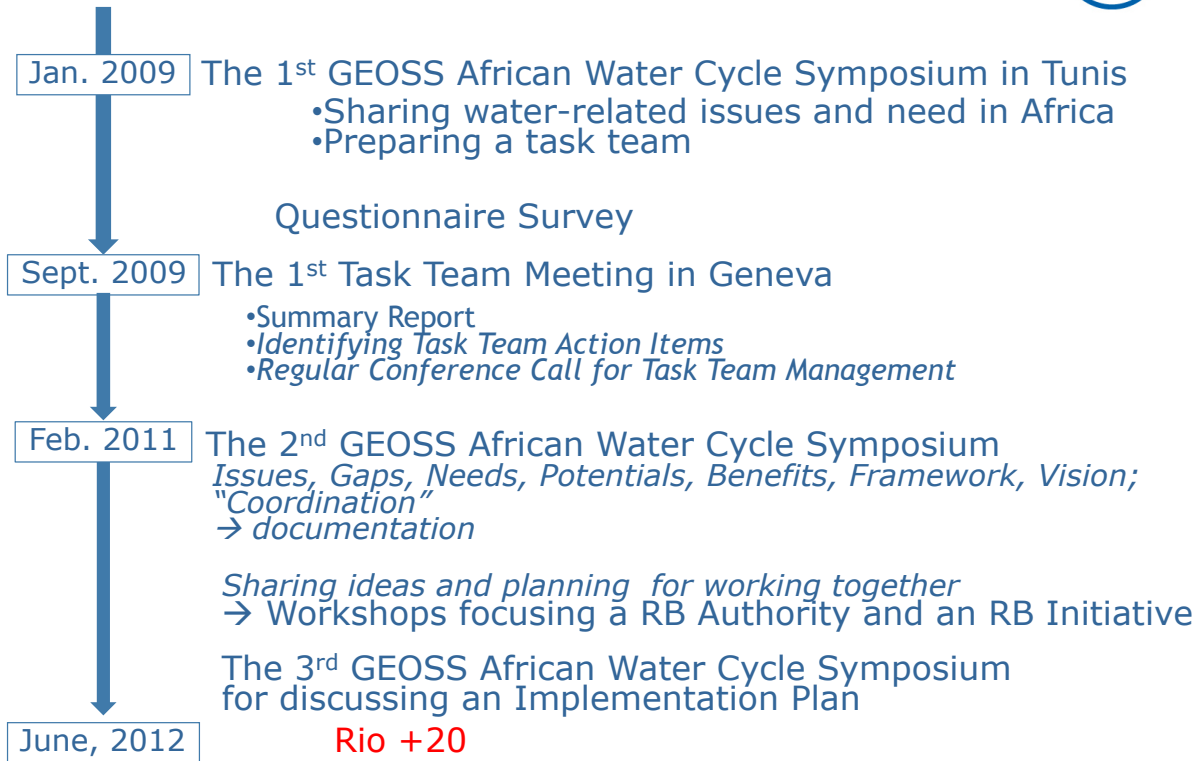 Jan. 2009
The 1st GEOSS African Water Cycle Symposium in Tunis
•Sharing water-related issues and need in Africa
•Preparing a task team
Questionnaire Survey
Sept. 2009
The 1st Task Team Meeting in Geneva
•Summary Report
•Identifying Task Team Action Items
•Regular Conference Call for Task Team Management
Feb. 2011
The 2nd GEOSS African Water Cycle Symposium
Issues, Gaps, Needs, Potentials, Benefits, Framework, Vision;
“Coordination”
→ documentation
Sharing ideas and planning for working together
→ Workshops focusing a RB Authority and an RB Initiative
The 3rd GEOSS African Water Cycle Symposium
for discussing an Implementation Plan
June, 2012
Rio +20